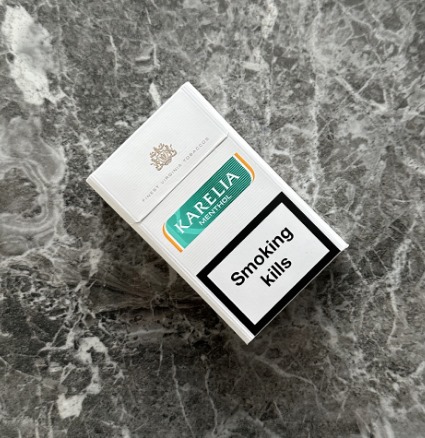 FINEST VIRGINIA TOBACCOS
KARELIA
MENTHOL
Smoking
kills